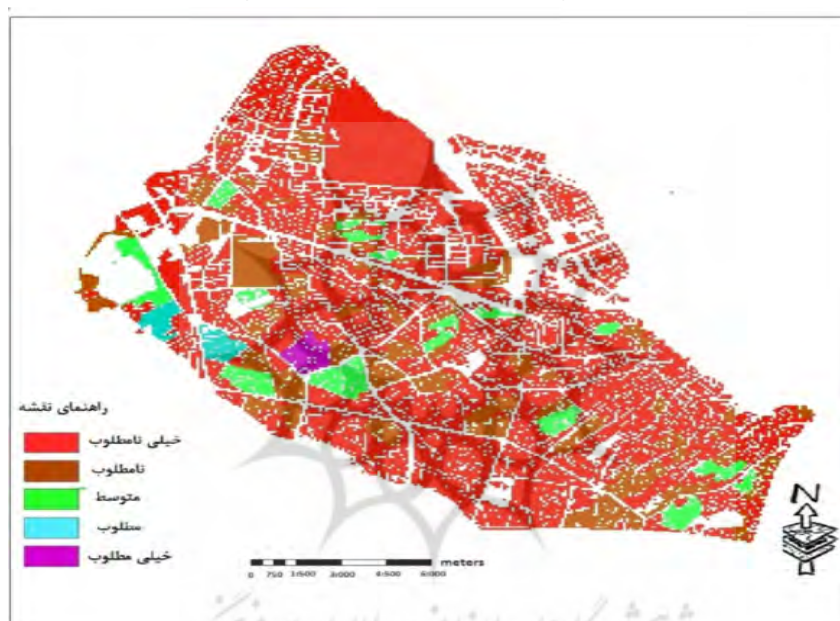 راهنمای نقشه
خیلی نامطلوب
نامطلوب
متوسط
مطلوب
خیلی مطلوب
N
0 750 1:500 3:000 4:500 6:000 meters